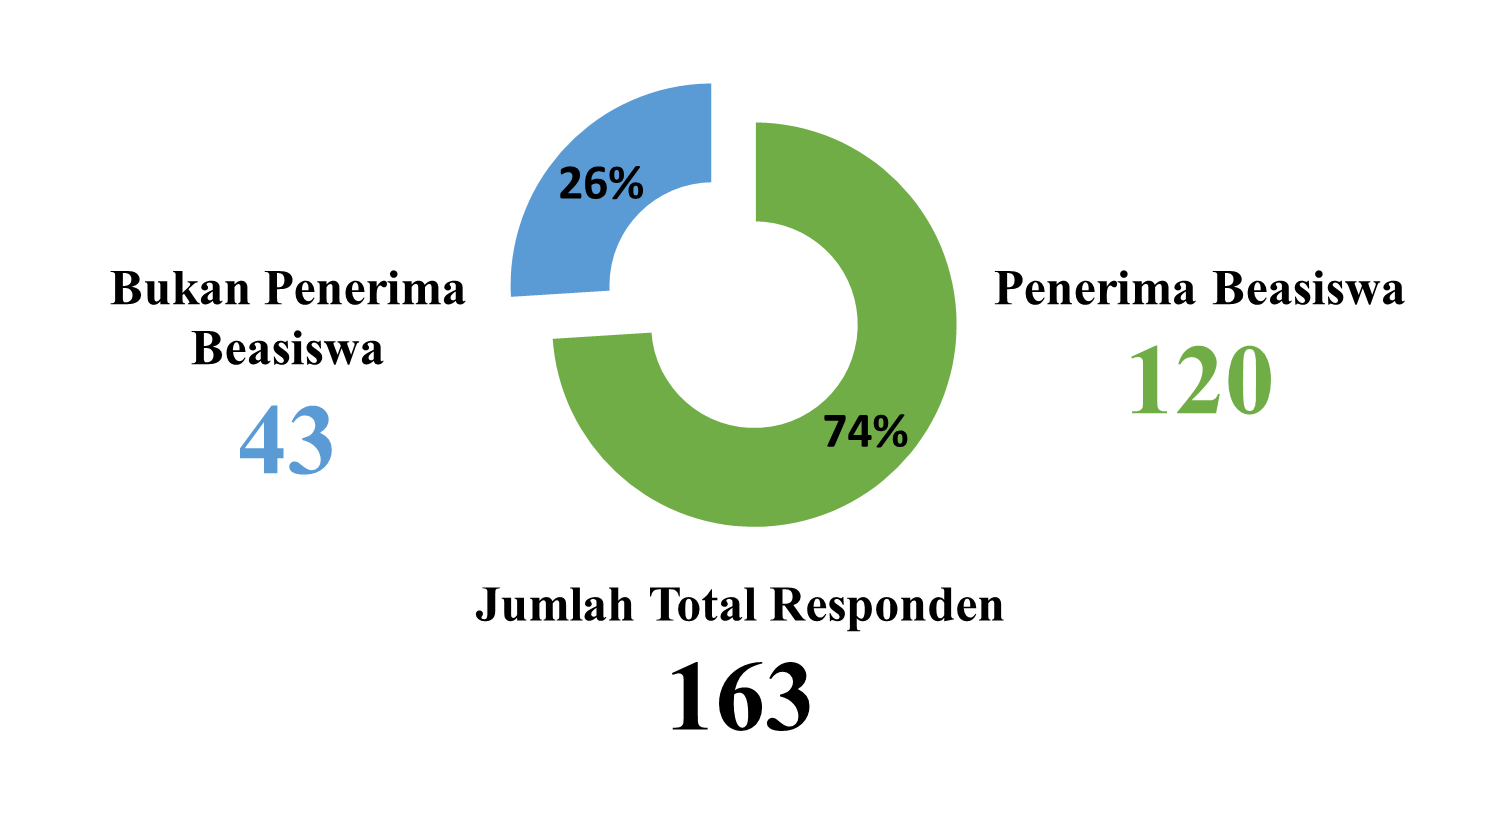 26%
74%
Bukan Penerima
Beasiswa
43
Penerima Beasiswa
120
Jumlah Total Responden
163